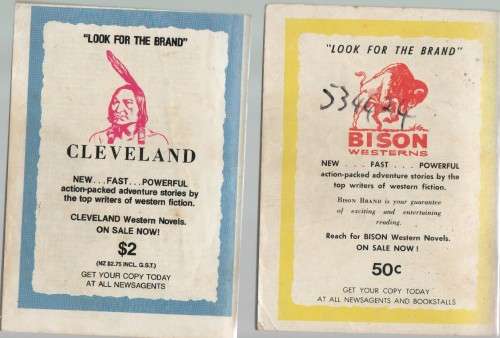 "LOOK FOR THE BRAND"
CLEVELAND
NEW...FAST...POWERFUL
action-packed adventure stories by
the top writers of western fiction.
CLEVELAND Western Novels.
ON SALE NOW!
$2
(NZ $2.75 INCL. G.S.T.)
GET YOUR COPY TODAY
AT ALL NEWSAGENTS
"LOOK FOR THE BRAND"
BISON
WESTERNS
NEW ... FAST ... POWERFUL
action-packed adventure stories by the
top writers of western fiction.
BISON BRAND is your guarantee
of exciting and entertaining
reading.
Reach for BISON Western Novels.
ON SALE NOW!
50c
GET YOUR COPY TODAY
AT ALL NEWSAGENTS AND BOOKSTALLS